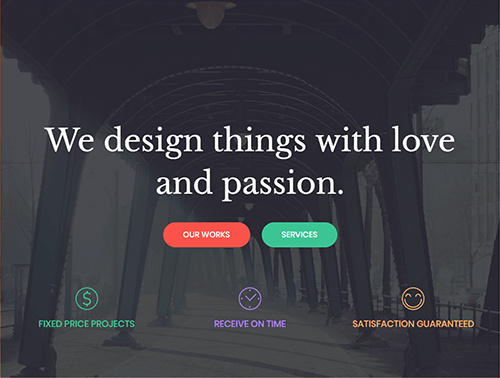 We design things with love
and passion.
OUR WORKS
SERVICES
$
FIXED PRICE PROJECTS
RECEIVE ON TIME
SATISFACTION GUARANTEED